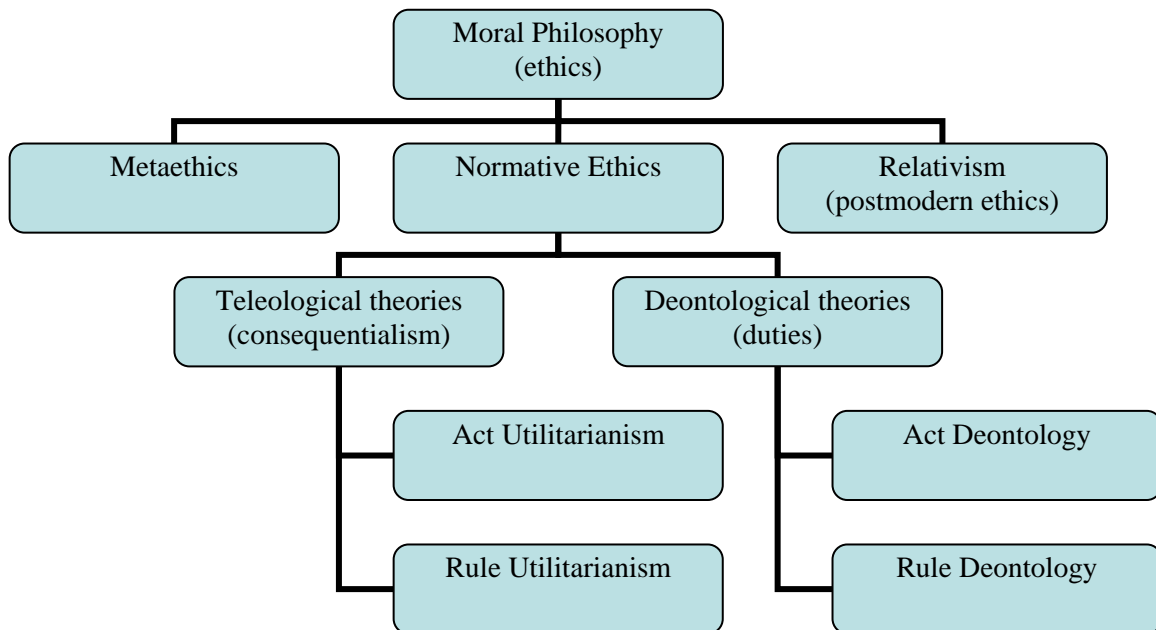 Moral Philosophy
(ethics)
Metaethics
Normative Ethics
Relativism
(postmodern ethics)
Teleological theories
(consequentialism)
Deontological theories
(duties)
Act Utilitarianism
Act Deontology
Rule Utilitarianism
Rule Deontology